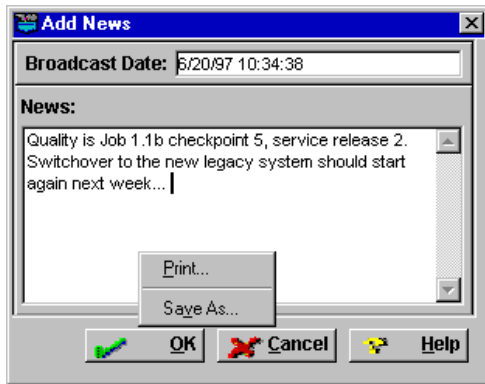 Add News
Broadcast Date: 6/20/97 10:34:38
News:
Quality is Job 1.1b checkpoint 5, service release 2.
Switchover to the new legacy system should start
again next week...
Print...
Save As...
OK Cancel Help